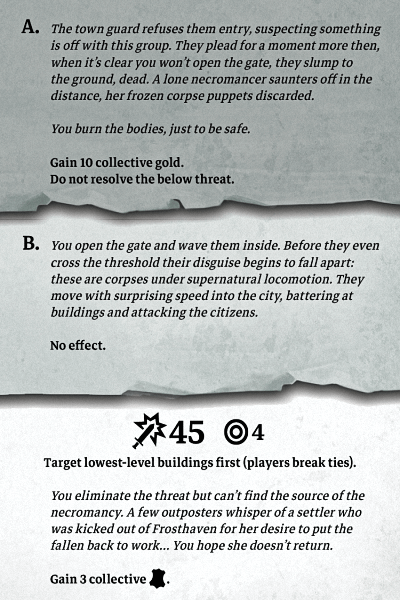 A. The town guard refuses them entry, suspecting something
is off with this group. They plead for a moment more then,
when it's clear you won't open the gate, they slump to
the ground, dead. A lone necromancer saunters off in the
distance, her frozen corpse puppets discarded.
You burn the bodies, just to be safe.
Gain 10 collective gold.
Do not resolve the below threat.
B. You open the gate and wave them inside. Before they even
cross the threshold their disguise begins to fall apart:
these are corpses under supernatural locomotion. They
move with surprising speed into the city, battering at
buildings and attacking the citizens.
No effect.
45 4
Target lowest-level buildings first (players break ties).
You eliminate the threat but can't find the source of the
necromancy. A few outposters whisper of a settler who
was kicked out of Frosthaven for her desire to put the
fallen back to work... You hope she doesn't return.
Gain 3 collective .